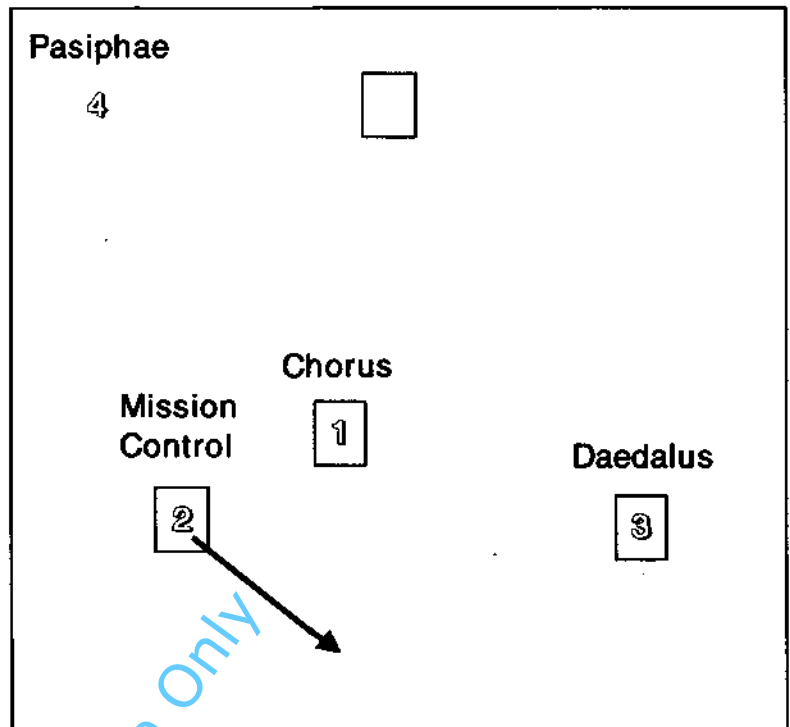 Pasiphae
4
Chorus
1
Mission
Control
2
Daedalus
3
Only